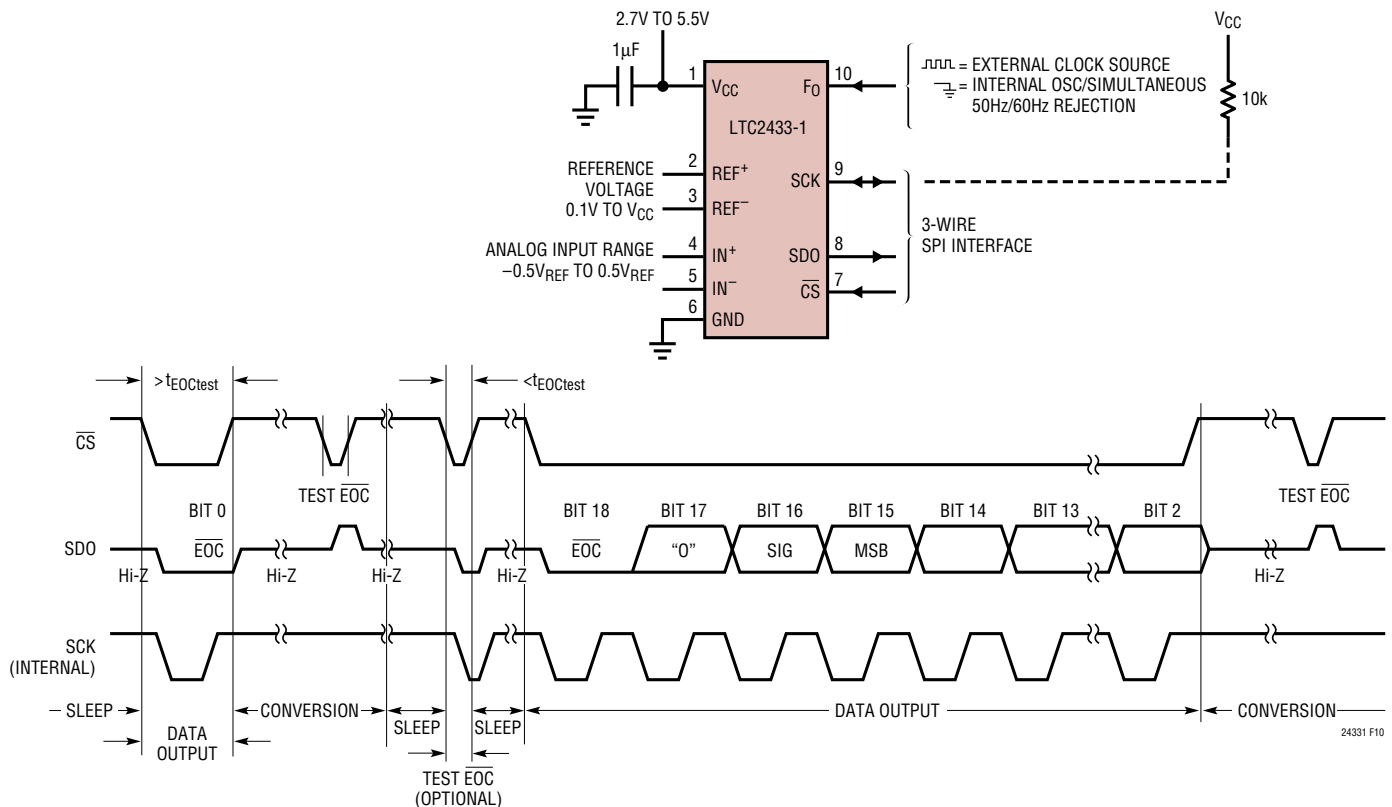 2.7V TO 5.5V
1µF
VCC
1
VCC
FO
10
= EXTERNAL CLOCK SOURCE
= INTERNAL OSC/SIMULTANEOUS
50Hz/60Hz REJECTION
10k
LTC2433-1
REFERENCE
VOLTAGE
0.1V TO VCC
2
REF+
SCK
9
3
REF−
3-WIRE
SPI INTERFACE
ANALOG INPUT RANGE
−0.5VREF TO 0.5VREF
4
IN+
SDO
8
5
IN−
CS
7
6
GND
>tEOCtest
<tEOCtest
CS
TEST EOC
TEST EOC
BIT 0
BIT 18
BIT 17
BIT 16
BIT 15
BIT 14
BIT 13
BIT 2
SDO
EOC
EOC
"0"
SIG
MSB
Hi-Z
Hi-Z
Hi-Z
Hi-Z
Hi-Z
SCK
(INTERNAL)
SLEEP
DATA
OUTPUT
CONVERSION
SLEEP
TEST EOC
(OPTIONAL)
SLEEP
DATA OUTPUT
CONVERSION
24331 F10